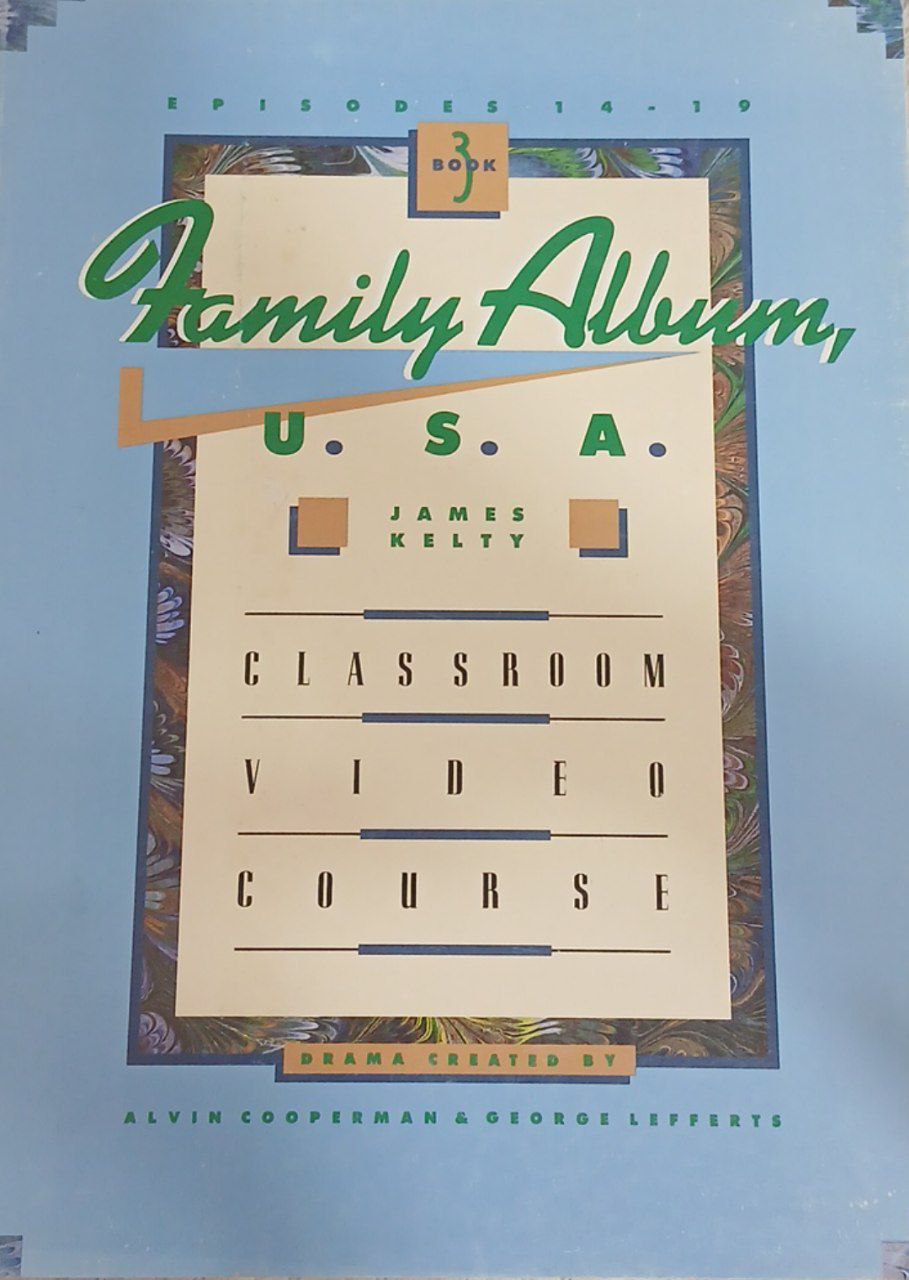 EPISODES 14-19
3
BOOK
Family Album,
U. S. A.
JAMES
KELTY
CLASSROOM
VIDEO
COURSE
DRAMA CREATED BY
ALVIN COOPERMAN & GEORGE LEFFERTS